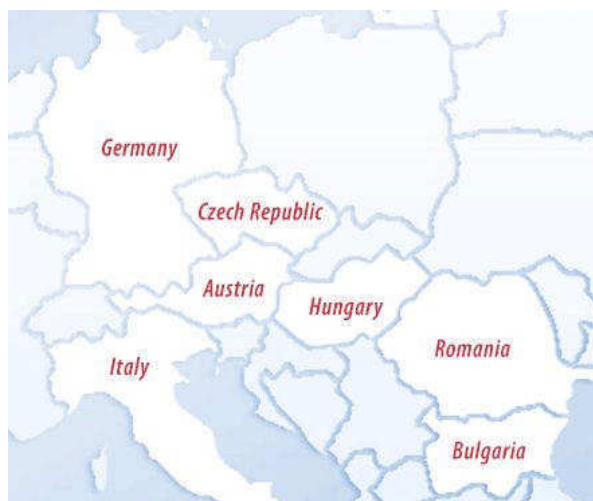 Germany
Czech Republic
Austria
Hungary
Romania
Italy
Bulgaria